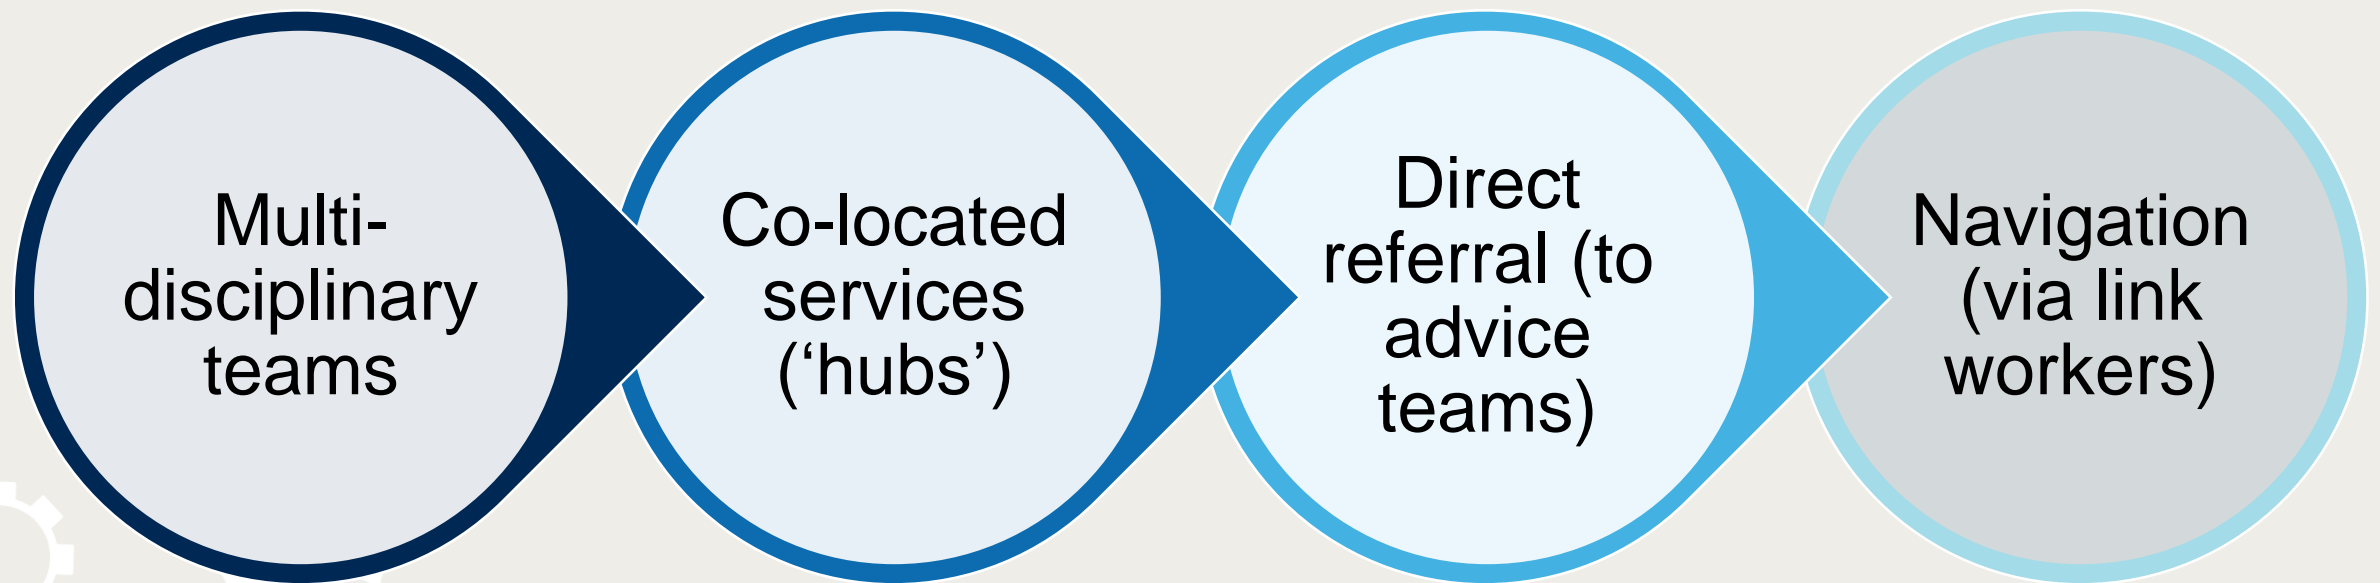 Multi-
disciplinary
teams
Co-located
services
(‘hubs’)
Direct
referral (to
advice
teams)
Navigation
(via link
workers)